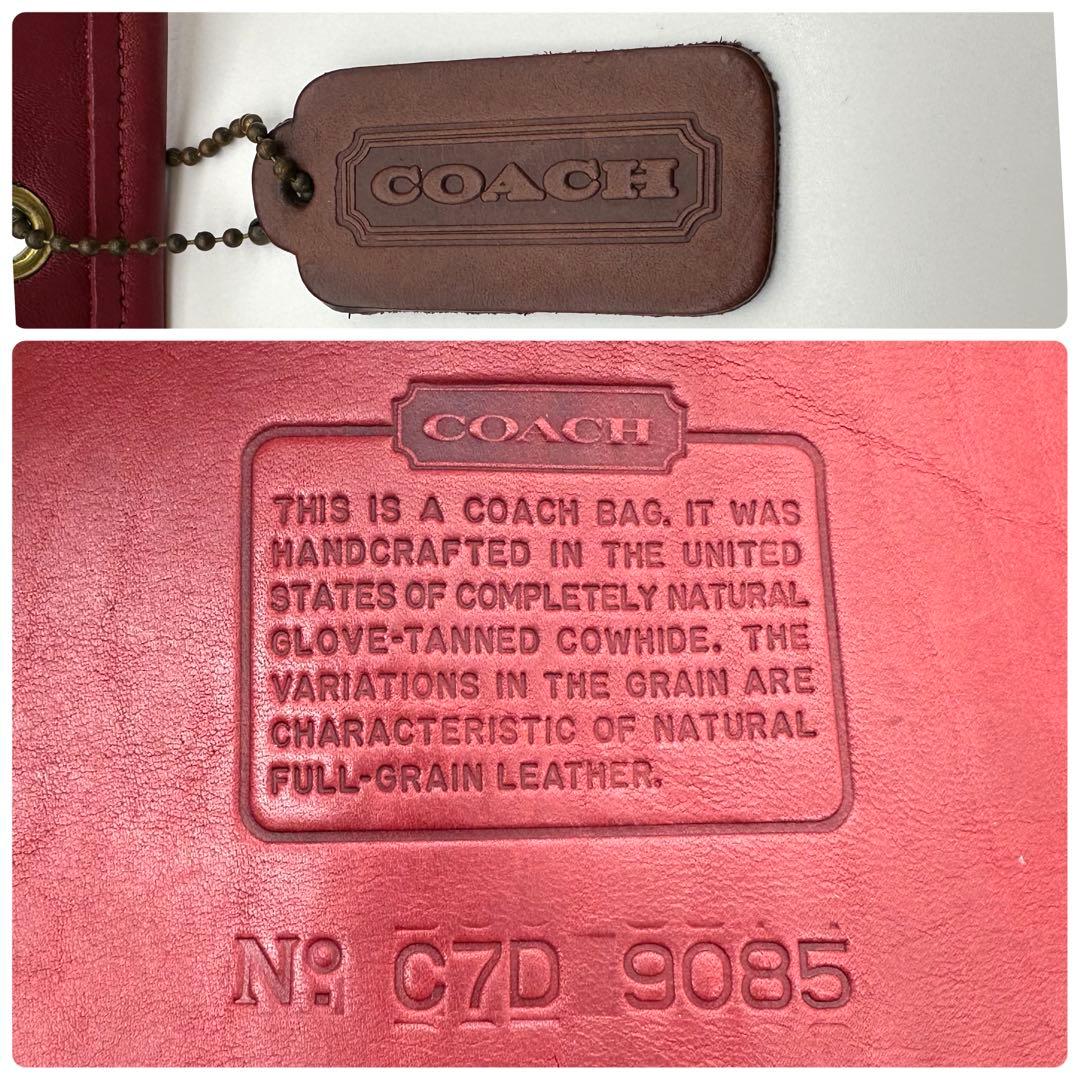 COACH
COACH
THIS IS A COACH BAG. IT WAS
HANDCRAFTED IN THE UNITED
STATES OF COMPLETELY NATURAL
GLOVE-TANNED COWHIDE. THE
VARIATIONS IN THE GRAIN ARE
CHARACTERISTIC OF NATURAL
FULL-GRAIN LEATHER.
Nº C7D 9085